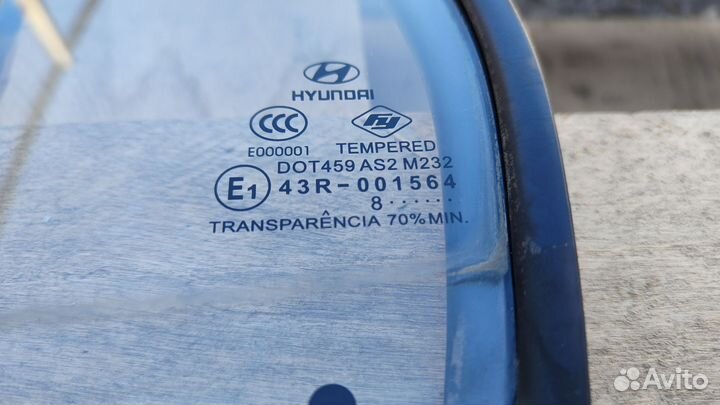 HYUNDAI
CCC
E000001 TEMPERED
DOT459 AS2 M232
E1 43R-001564
8 ······
TRANSPARÊNCIA 70% MIN.
Avito